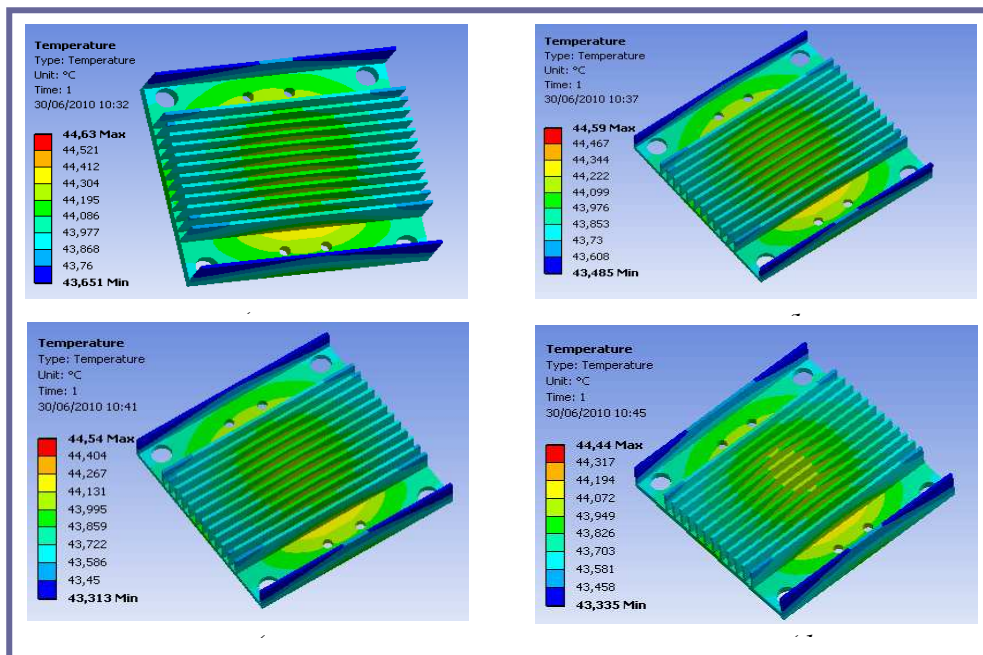 Temperature
Type: Temperature
Unit: °C
Time: 1
30/06/2010 10:32
44,63 Max
44,521
44,412
44,304
44,195
44,086
43,977
43,868
43,76
43,651 Min
Temperature
Type: Temperature
Unit: °C
Time: 1
30/06/2010 10:37
44,59 Max
44,467
44,344
44,222
44,099
43,976
43,853
43,73
43,608
43,485 Min
Temperature
Type: Temperature
Unit: °C
Time: 1
30/06/2010 10:41
44,54 Max
44,404
44,267
44,131
43,995
43,859
43,722
43,586
43,45
43,313 Min
Temperature
Type: Temperature
Unit: °C
Time: 1
30/06/2010 10:45
44,44 Max
44,317
44,194
44,072
43,949
43,826
43,703
43,581
43,458
43,335 Min